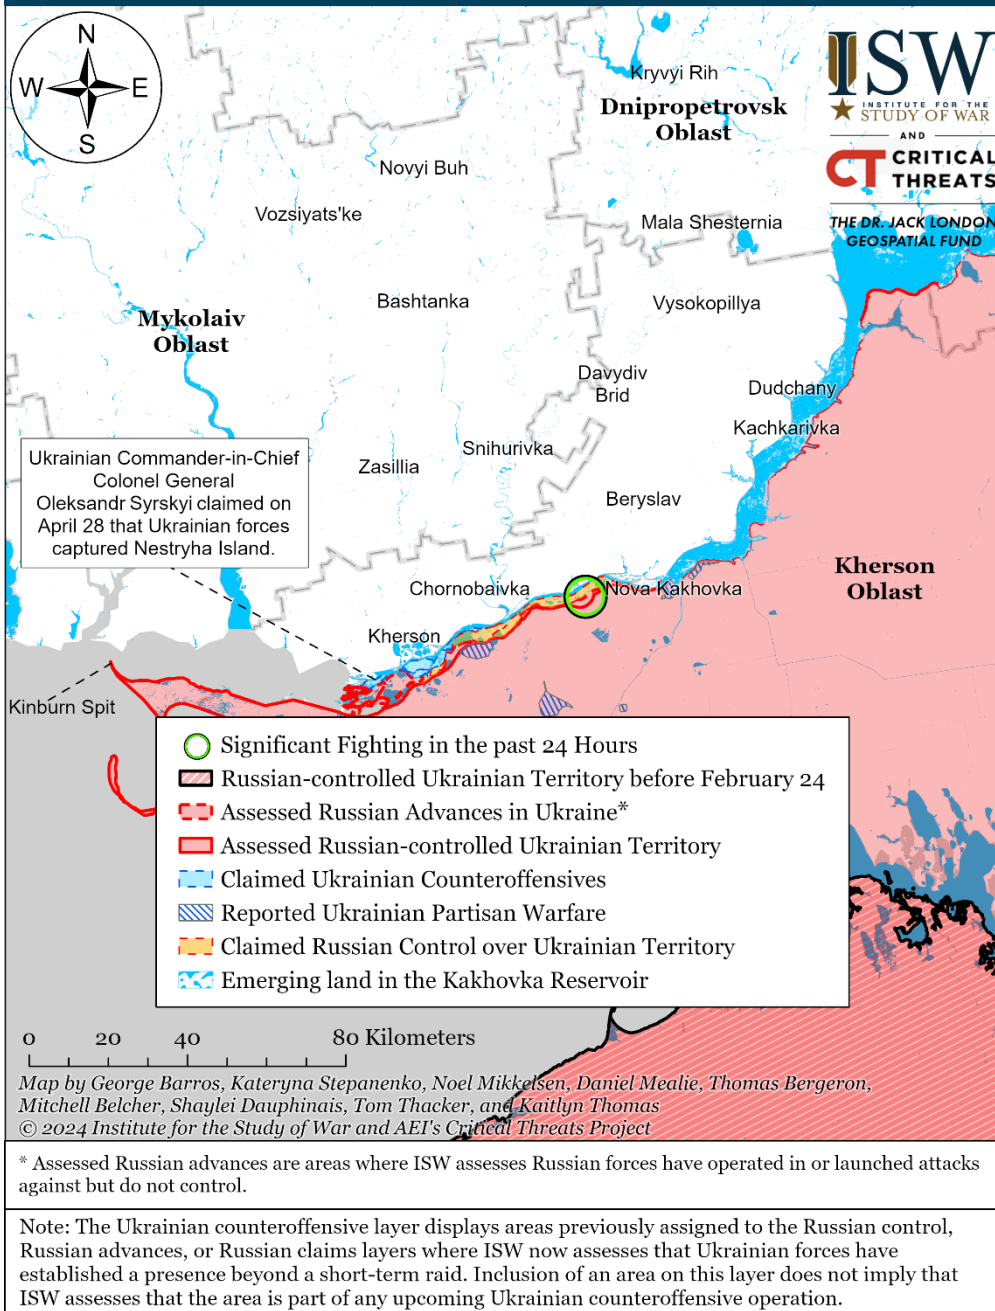 N
W
E
S
ISW
INSTITUTE FOR THE
STUDY OF WAR
AND
CT CRITICAL
THREATS
THE DR. JACK LONDON
GEOSPATIAL FUND
Kryvyi Rih
Dnipropetrovsk
Oblast
Novyi Buh
Vozsiyats'ke
Mala Shesternia
Bashtanka
Vysokopillya
Mykolaiv
Oblast
Davydiv
Brid
Dudchany
Kachkarivka
Snihurivka
Zasillia
Beryslav
Ukrainian Commander-in-Chief
Colonel General
Oleksandr Syrskyi claimed on
April 28 that Ukrainian forces
captured Nestryha Island.
Kherson
Oblast
Chornobaivka
Nova Kakhovka
Kherson
Kinburn Spit
Significant Fighting in the past 24 Hours
Russian-controlled Ukrainian Territory before February 24
Assessed Russian Advances in Ukraine*
Assessed Russian-controlled Ukrainian Territory
Claimed Ukrainian Counteroffensives
Reported Ukrainian Partisan Warfare
Claimed Russian Control over Ukrainian Territory
Emerging land in the Kakhovka Reservoir
0 20 40 80 Kilometers
Map by George Barros, Kateryna Stepanenko, Noel Mikkelsen, Daniel Mealie, Thomas Bergeron,
Mitchell Belcher, Shaylei Dauphinais, Tom Thacker, and Kaitlyn Thomas
© 2024 Institute for the Study of War and AEI's Critical Threats Project
* Assessed Russian advances are areas where ISW assesses Russian forces have operated in or launched attacks
against but do not control.
Note: The Ukrainian counteroffensive layer displays areas previously assigned to the Russian control,
Russian advances, or Russian claims layers where ISW now assesses that Ukrainian forces have
established a presence beyond a short-term raid. Inclusion of an area on this layer does not imply that
ISW assesses that the area is part of any upcoming Ukrainian counteroffensive operation.